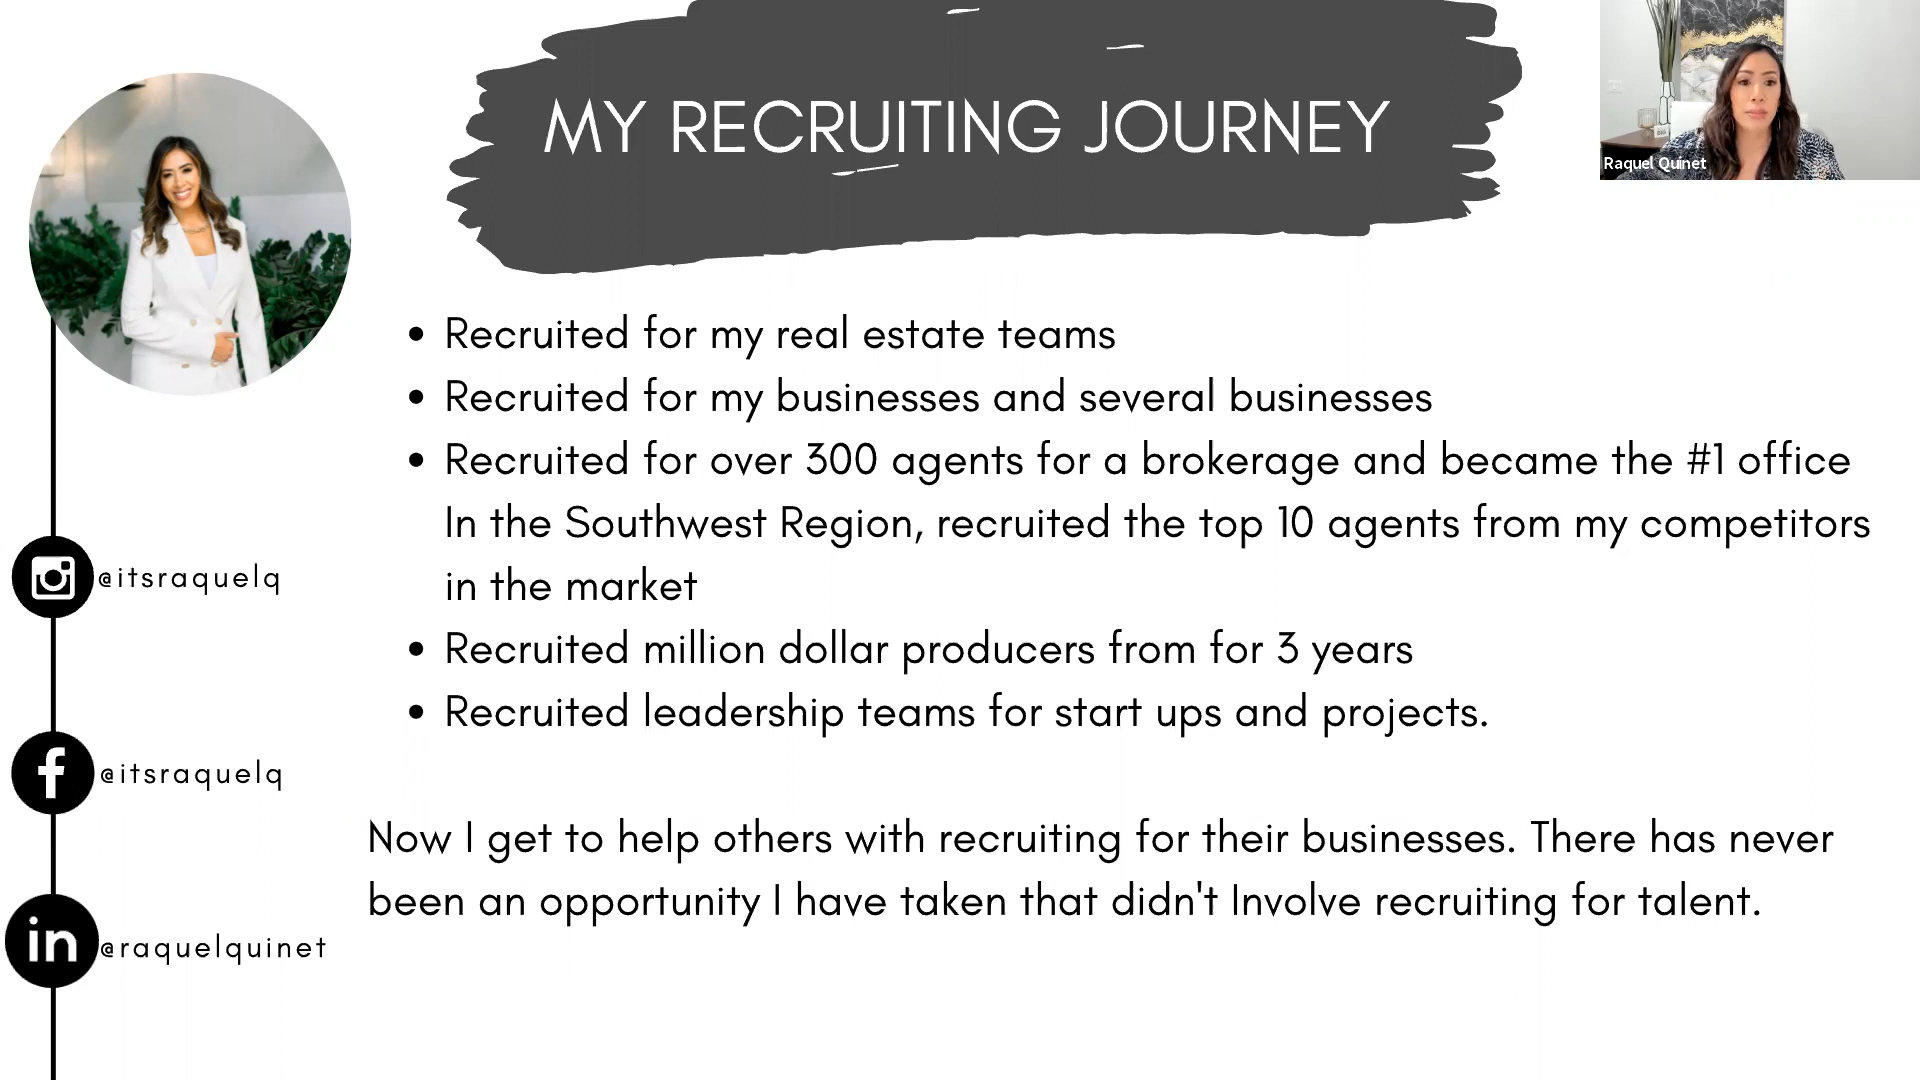 MY RECRUITING JOURNEY
Raquel Quinet
• Recruited for my real estate teams
• Recruited for my businesses and several businesses
• Recruited for over 300 agents for a brokerage and became the #1 office
In the Southwest Region, recruited the top 10 agents from my competitors
in the market
• Recruited million dollar producers from for 3 years
• Recruited leadership teams for start ups and projects.
Now I get to help others with recruiting for their businesses. There has never
been an opportunity I have taken that didn't Involve recruiting for talent.
@itsraquelq
@itsraquelq
in @raquelquinet